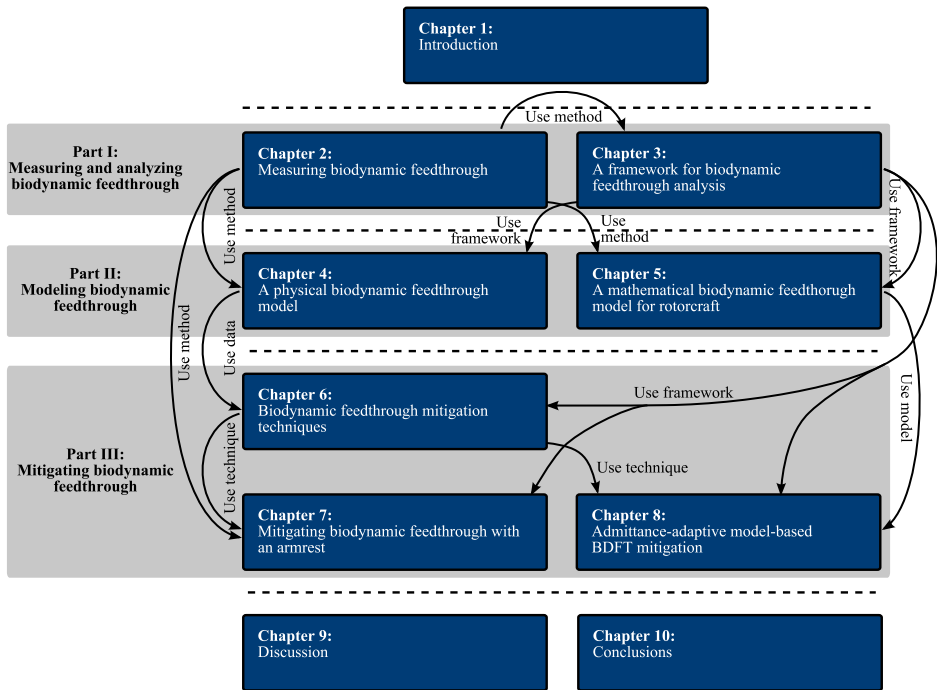 Chapter 1:
Introduction
Use method
Part I:
Measuring and analyzing
biodynamic feedthrough
Chapter 2:
Measuring biodynamic feedthrough
Chapter 3:
A framework for biodynamic
feedthrough analysis
Use method
Use
framework
Use
method
Use framework
Part II:
Modeling biodynamic
feedthrough
Chapter 4:
A physical biodynamic feedthrough
model
Chapter 5:
A mathematical biodynamic feedthorugh
model for rotorcraft
Use method
Use data
Use model
Part III:
Mitigating biodynamic
feedthrough
Chapter 6:
Biodynamic feedthrough mitigation
techniques
Use framework
Use technique
Use technique
Chapter 7:
Mitigating biodynamic feedthrough with
an armrest
Chapter 8:
Admittance-adaptive model-based
BDFT mitigation
Chapter 9:
Discussion
Chapter 10:
Conclusions